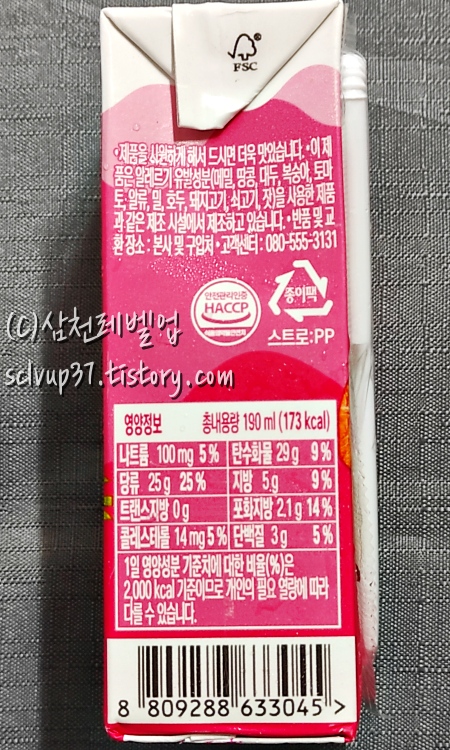 FSC
•제품을 시원하게 해서 드시면 더욱 맛있습니다. •이 제
품은 알레르기 유발성분(메밀, 땅콩, 대두, 복숭아, 토마
토, 알류, 밀, 호두, 돼지고기, 쇠고기, 잣)을 사용한 제품
과 같은 제조 시설에서 제조하고 있습니다. •반품 및 교
환 장소 : 본사 및 구입처 •고객센터 : 080-555-3131
안전관리인증
HACCP
식품의약품안전처
종이팩
스트로:PP
(C)삼천레벨업
sclvup37.tistory.com
영양정보 총내용량 190 ml (173 kcal)
나트륨 100 mg 5% 탄수화물 29 g 9%
당류 25 g 25% 지방 5 g 9%
트랜스지방 0 g 포화지방 2.1 g 14%
콜레스테롤 14 mg 5% 단백질 3 g 5%
1일 영양성분 기준치에 대한 비율(%)은
2,000 kcal 기준이므로 개인의 필요 열량에 따라
다를 수 있습니다.
8 809288 633045 >